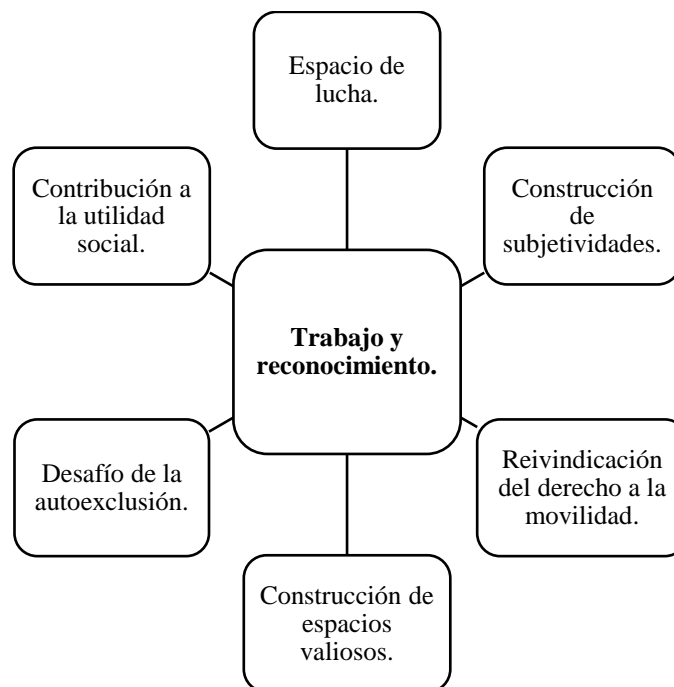 Espacio de
lucha.
Contribución a
la utilidad
social.
Construcción
de
subjetividades.
Trabajo y
reconocimiento.
Desafío de la
autoexclusión.
Reivindicación
del derecho a la
movilidad.
Construcción de
espacios
valiosos.